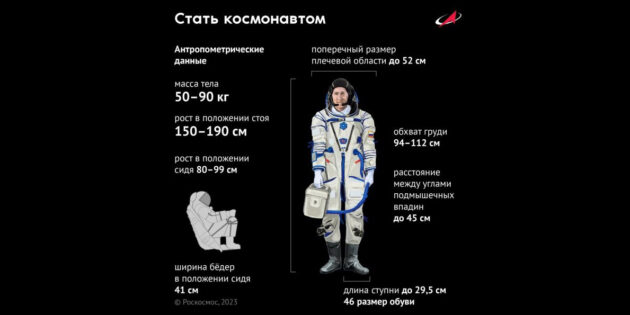 Стать космонавтом
Антропометрические
данные
масса тела
50–90 кг
рост в положении стоя
150–190 см
рост в положении
сидя 80–99 см
ширина бёдер
в положении сидя
41 см
© Роскосмос, 2023
поперечный размер
плечевой области до 52 см
обхват груди
94–112 см
расстояние
между углами
подмышечных
впадин
до 45 см
длина ступни до 29,5 см
46 размер обуви